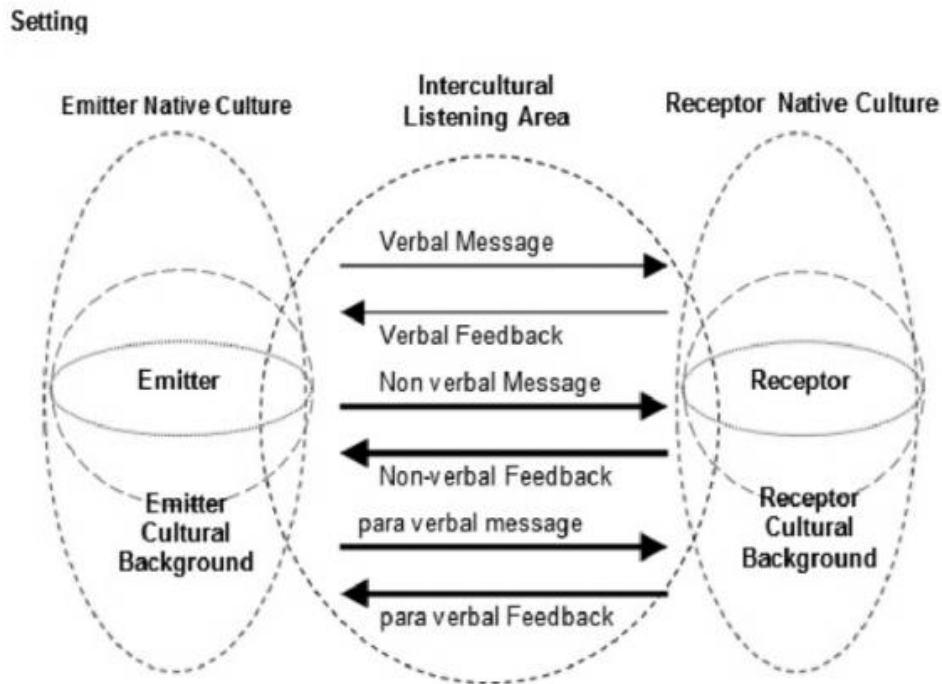 Setting
Emitter Native Culture
Intercultural
Listening Area
Receptor Native Culture
Verbal Message
Verbal Feedback
Emitter
Non verbal Message
Receptor
Non-verbal Feedback
Emitter
Cultural
Background
para verbal message
Receptor
Cultural
Background
para verbal Feedback